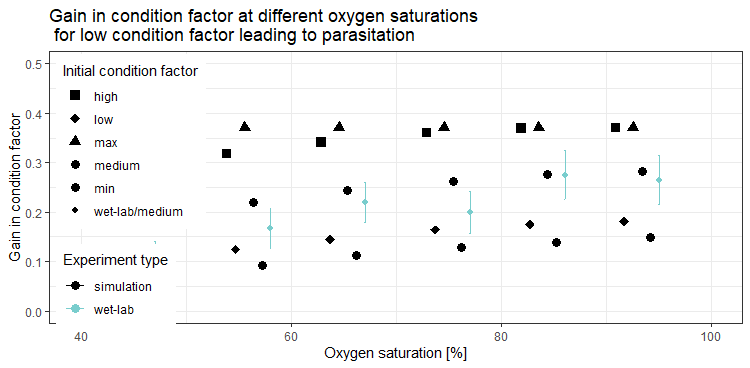 Gain in condition factor at different oxygen saturations
for low condition factor leading to parasitation
Gain in condition factor
0.5
0.4
0.3
0.2
0.1
0.0
Initial condition factor
high
low
max
medium
min
wet-lab/medium
Experiment type
simulation
wet-lab
40 60 80 100
Oxygen saturation [%]